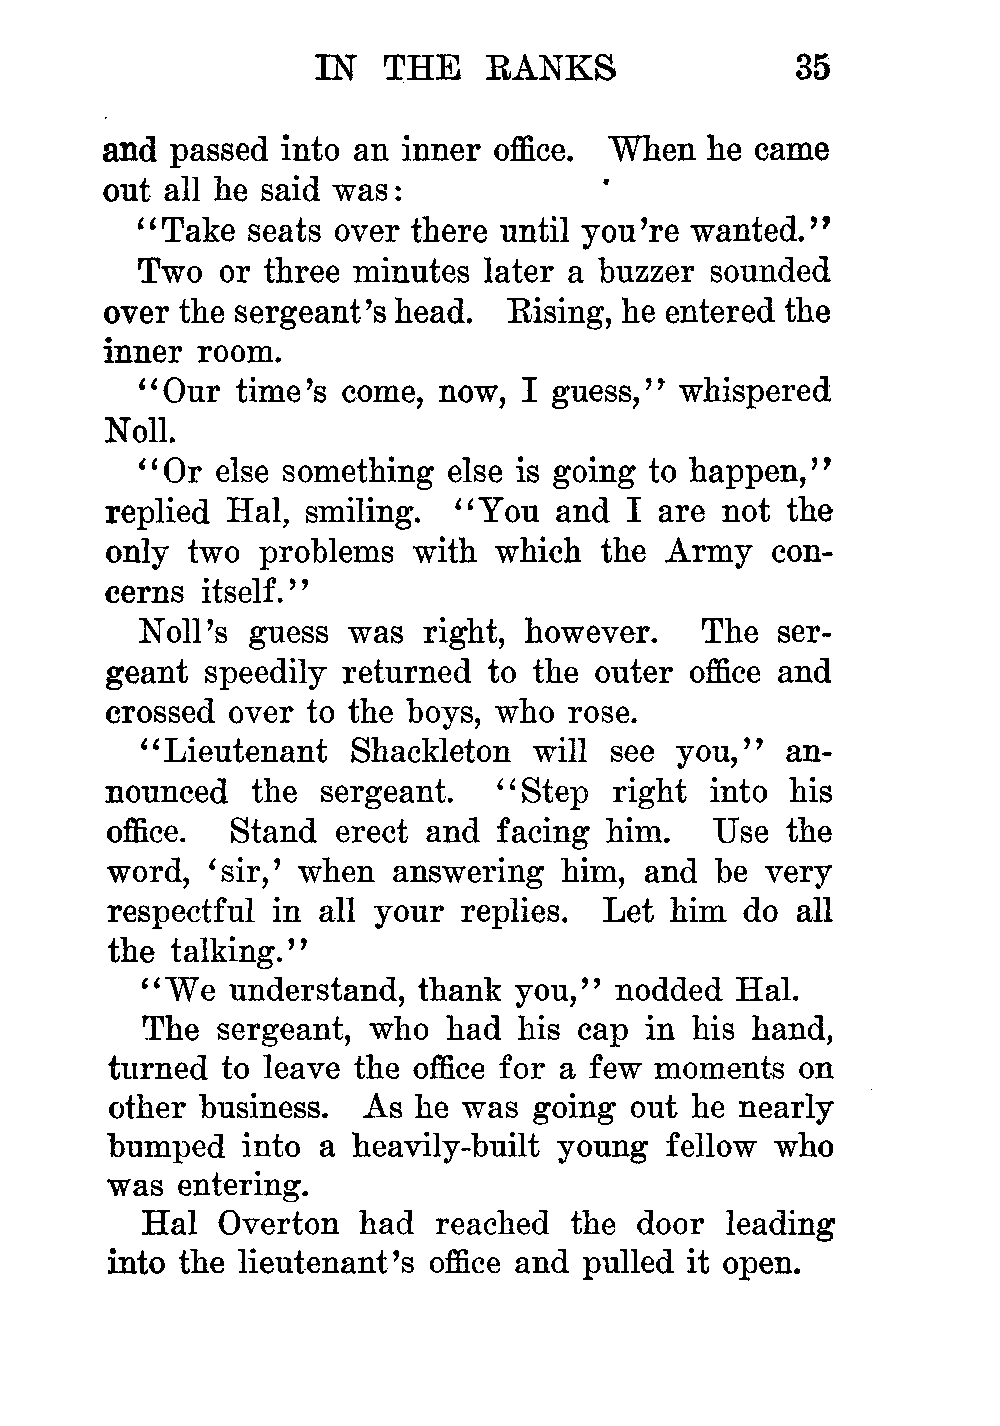 IN THE RANKS 35
and passed into an inner office. When he came
out all he said was:
“Take seats over there until you’re wanted.”
Two or three minutes later a buzzer sounded
over the sergeant’s head. Rising, he entered the
inner room.
“Our time’s come, now, I guess,” whispered
Noll.
“Or else something else is going to happen,”
replied Hal, smiling. “You and I are not the
only two problems with which the Army con-
cerns itself.”
Noll’s guess was right, however. The ser-
geant speedily returned to the outer office and
crossed over to the boys, who rose.
“Lieutenant Shackleton will see you,” an-
nounced the sergeant. “Step right into his
office. Stand erect and facing him. Use the
word, ‘sir,’ when answering him, and be very
respectful in all your replies. Let him do all
the talking.”
“We understand, thank you,” nodded Hal.
The sergeant, who had his cap in his hand,
turned to leave the office for a few moments on
other business. As he was going out he nearly
bumped into a heavily-built young fellow who
was entering.
Hal Overton had reached the door leading
into the lieutenant’s office and pulled it open.